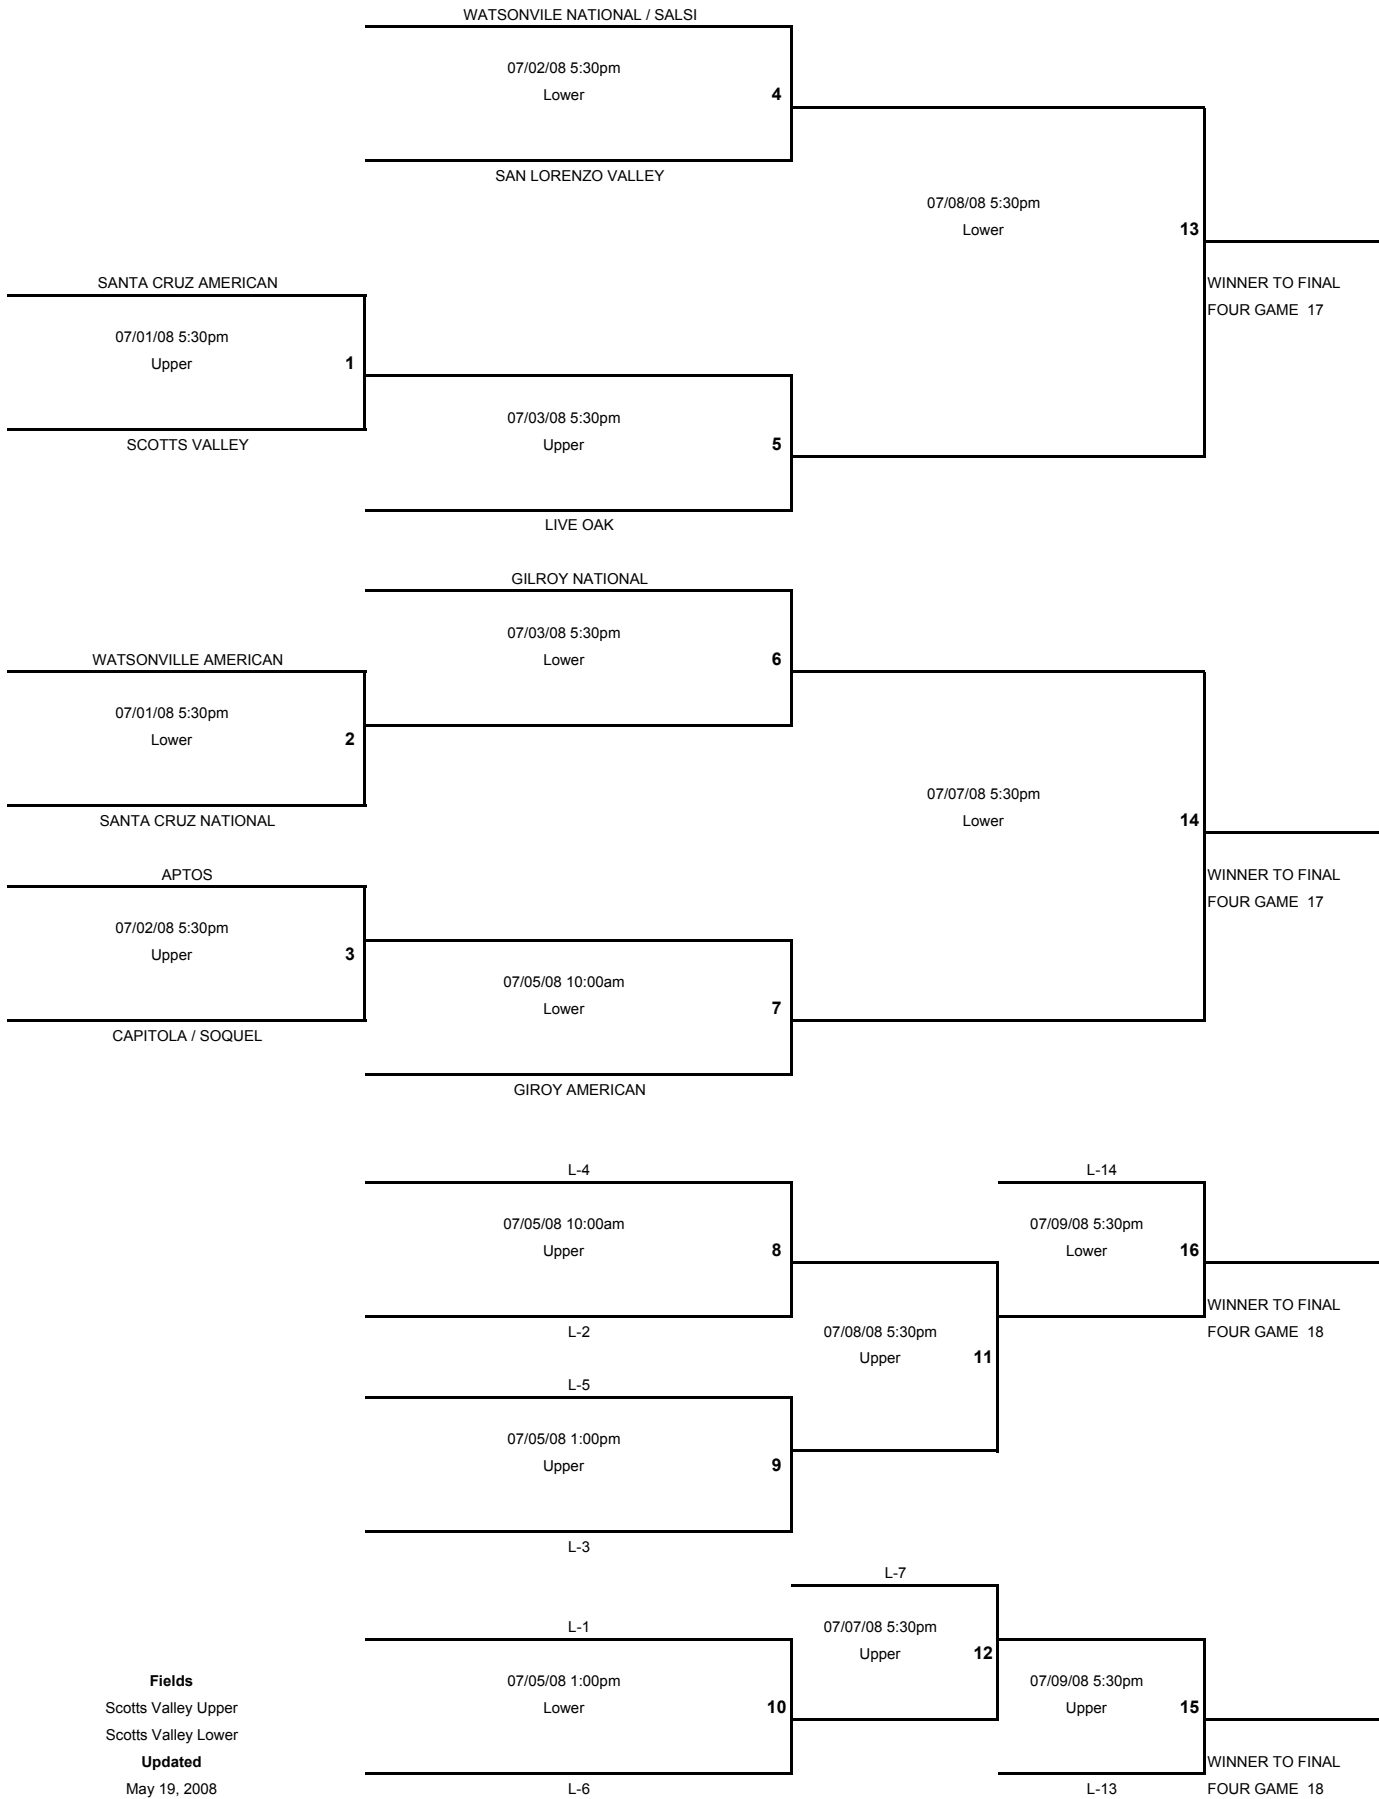 WATSONVILE NATIONAL / SALSI
07/02/08 5:30pm
Lower
4
SAN LORENZO VALLEY
07/08/08 5:30pm
Lower
13
WINNER TO FINAL
FOUR GAME 17
SANTA CRUZ AMERICAN
07/01/08 5:30pm
Upper
1
SCOTTS VALLEY
07/03/08 5:30pm
Upper
5
LIVE OAK
GILROY NATIONAL
07/03/08 5:30pm
Lower
6
WATSONVILLE AMERICAN
07/01/08 5:30pm
Lower
2
SANTA CRUZ NATIONAL
07/07/08 5:30pm
Lower
14
WINNER TO FINAL
FOUR GAME 17
APTOS
07/02/08 5:30pm
Upper
3
CAPITOLA / SOQUEL
07/05/08 10:00am
Lower
7
GIROY AMERICAN
L-4
07/05/08 10:00am
Upper
8
L-2
L-14
07/09/08 5:30pm
Lower
16
WINNER TO FINAL
FOUR GAME 18
07/08/08 5:30pm
Upper
11
L-5
07/05/08 1:00pm
Upper
9
L-3
L-7
07/07/08 5:30pm
Upper
12
L-1
07/05/08 1:00pm
Lower
10
L-6
07/09/08 5:30pm
Upper
15
L-13
WINNER TO FINAL
FOUR GAME 18
Fields
Scotts Valley Upper
Scotts Valley Lower
Updated
May 19, 2008